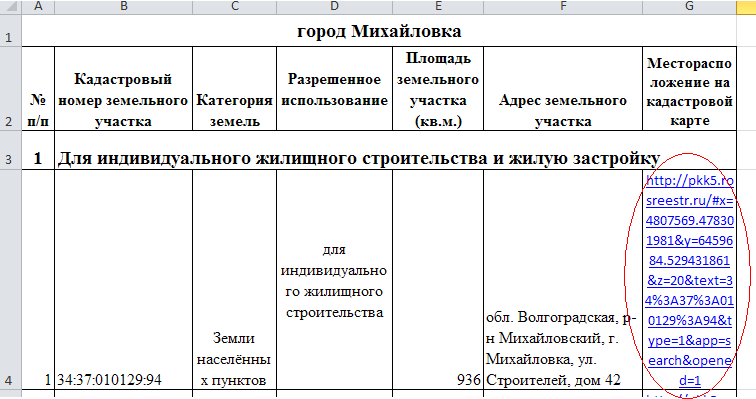 A B C D E F G
1 город Михайловка
2 № п/п Кадастровый номер земельного участка Категория земель Разрешенное использование Площадь земельного участка (кв.м.) Адрес земельного участка Месторасположение на кадастровой карте
3 1 Для индивидуального жилищного строительства и жилую застройку
4 1 34:37:010129:94 Земли населённых пунктов для индивидуального жилищного строительства 936 обл. Волгоградская, р-н Михайловский, г. Михайловка, ул. Строителей, дом 42 http://pkk5.rosreestr.ru/#x=4807569.478301981&y=6459684.529431861&z=20&text=34%3A37%3A010129%3A94&type=1&app=search&opened=1